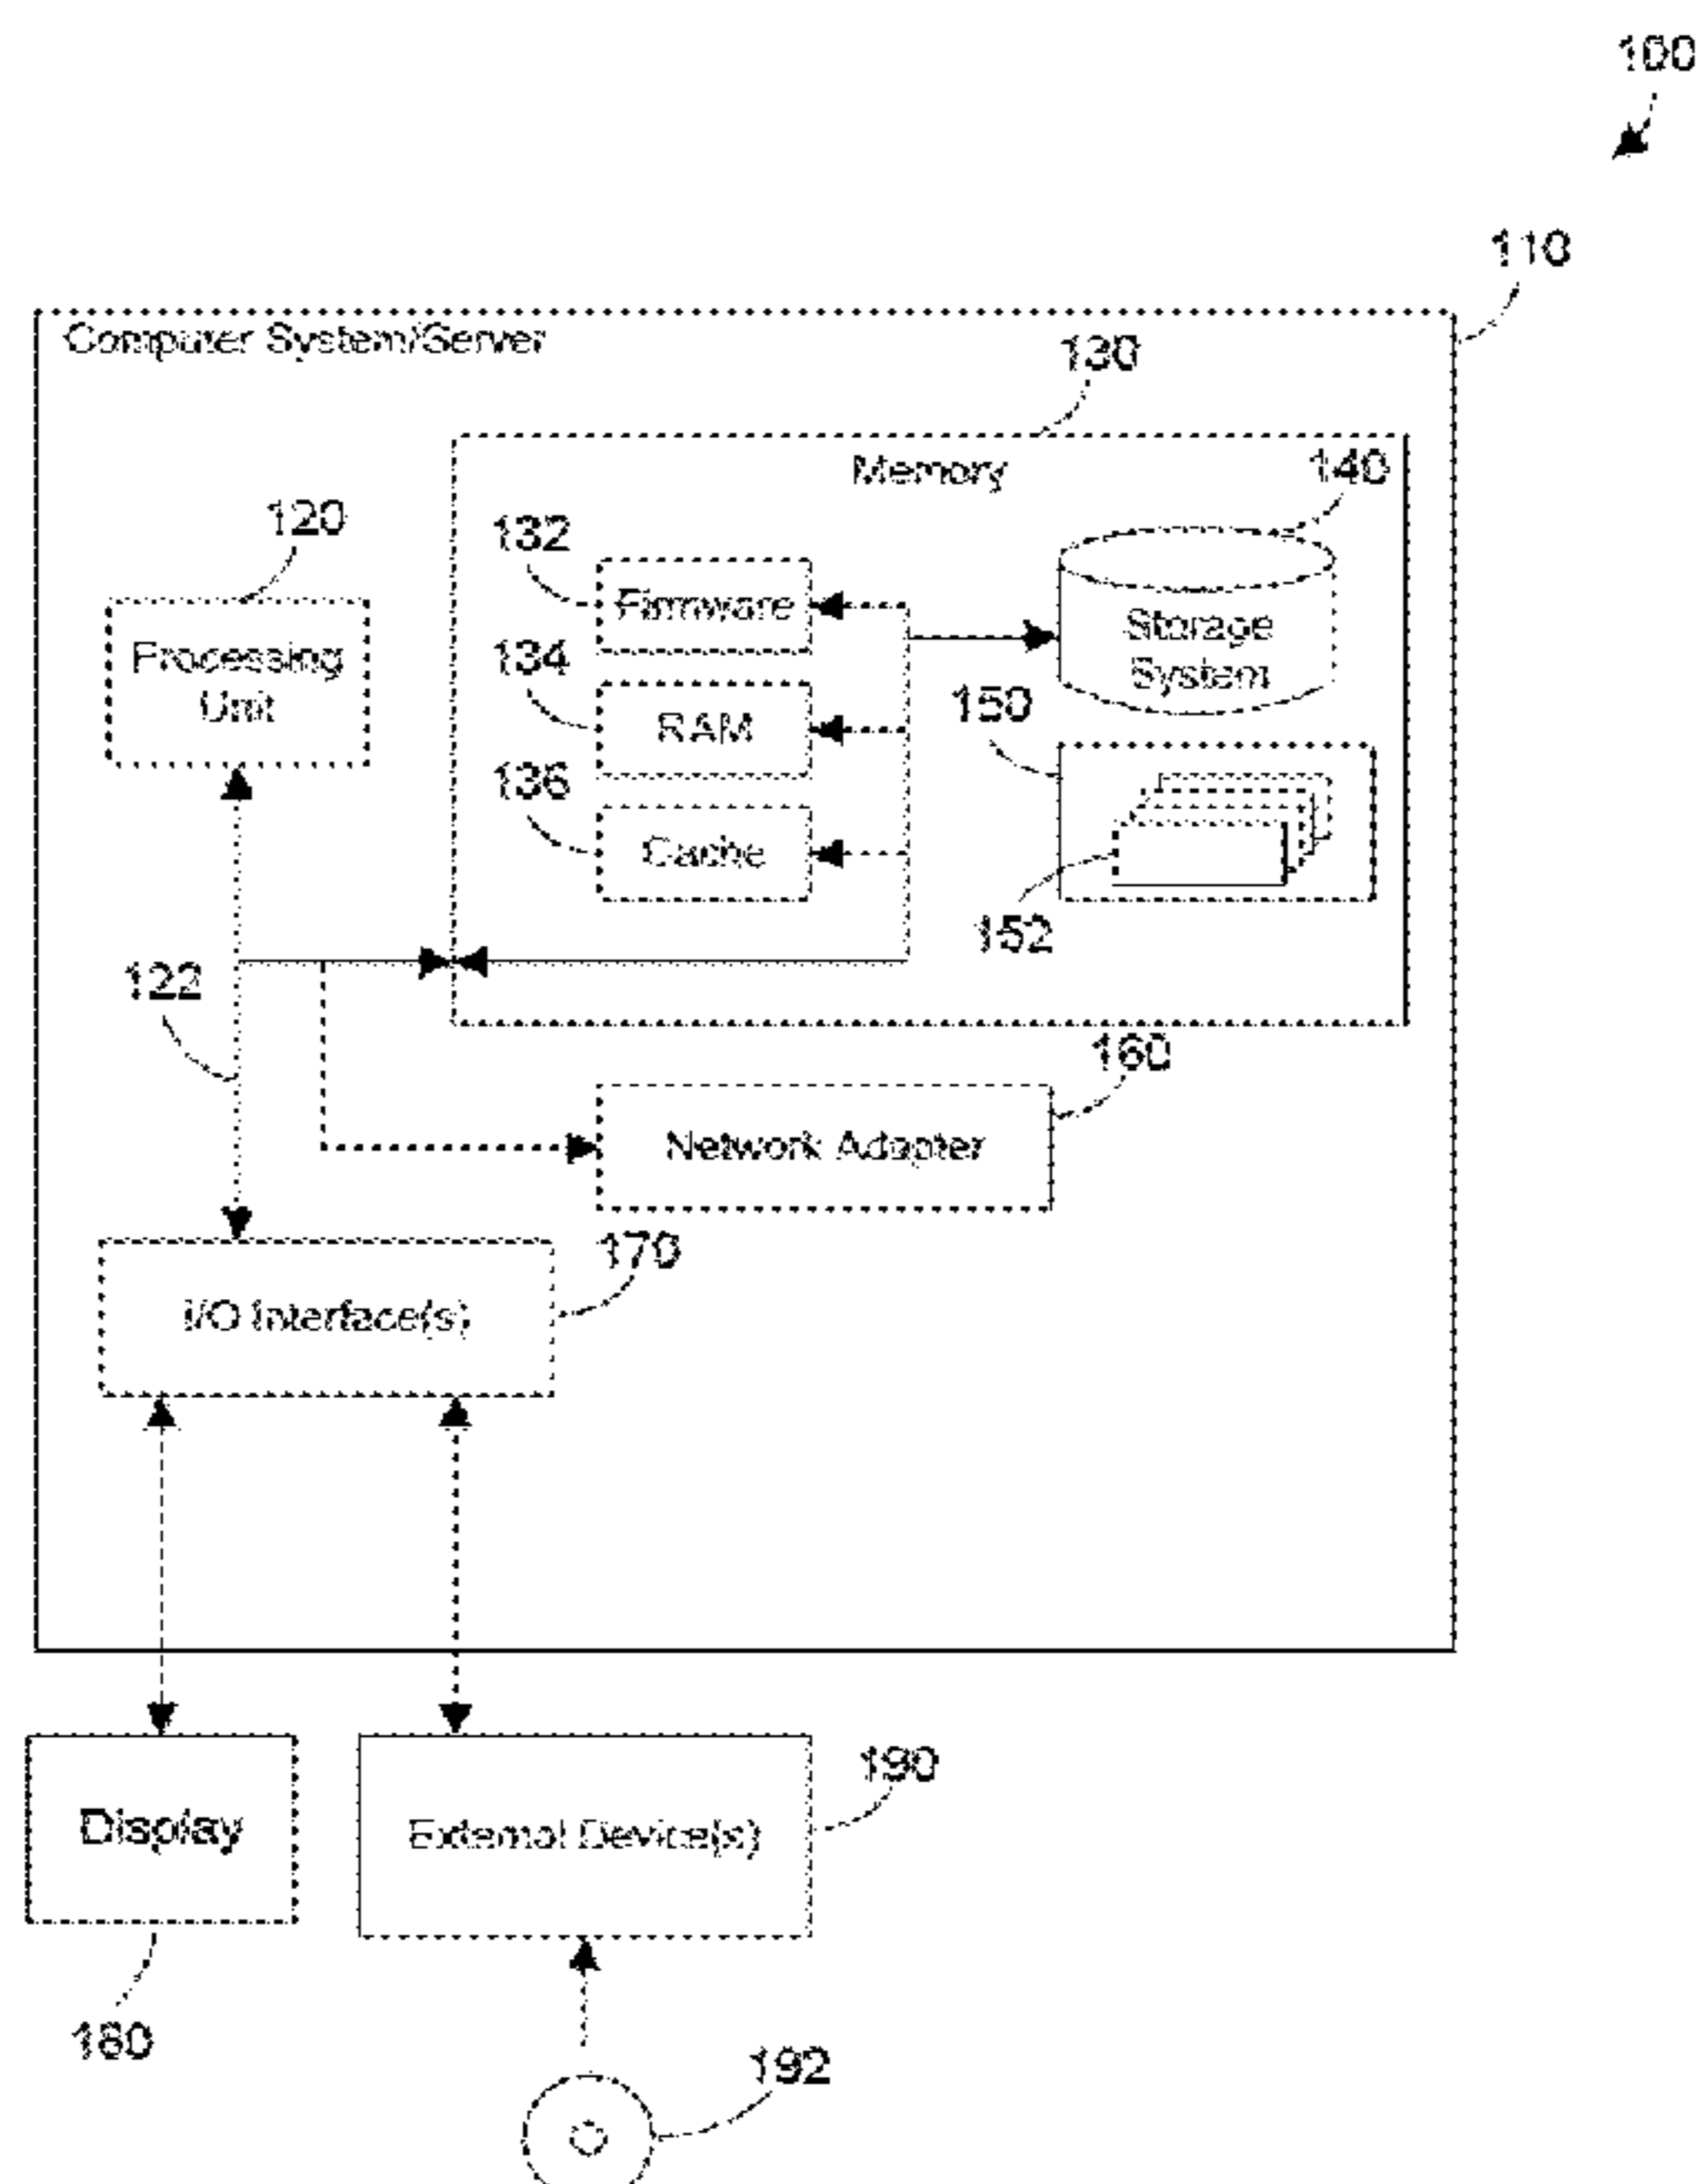 100
110
Computer System/Server
130
Memory
140
120
132
Firmware
Processing
Unit
Storage
System
134
RAM
150
136
Cache
152
122
160
Network Adapter
170
I/O Interface(s)
190
Display
External Device(s)
180
192